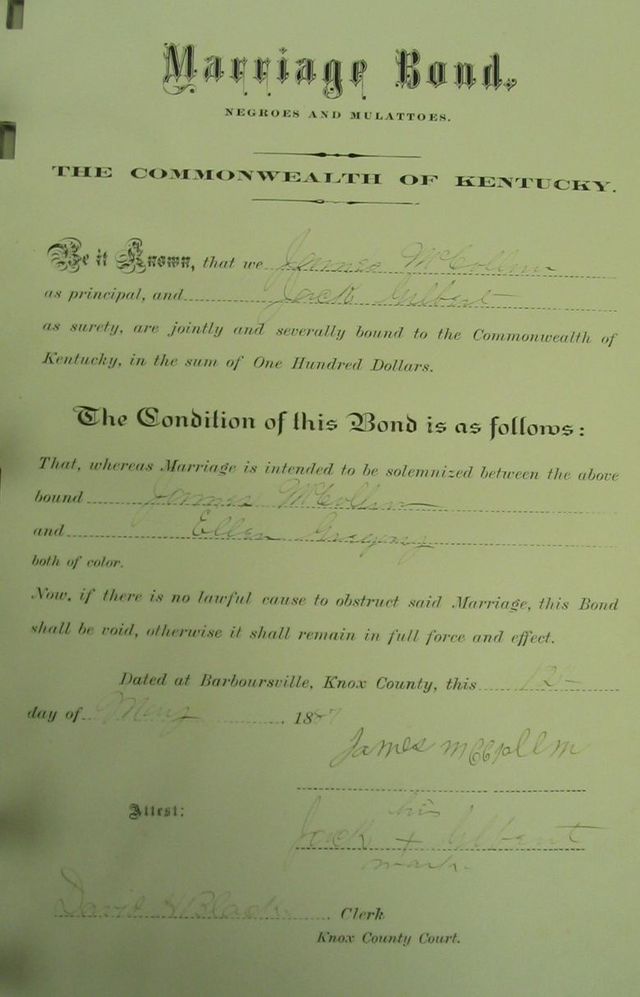 Marriage Bond.
NEGROES AND MULATTOES.
THE COMMONWEALTH OF KENTUCKY.
Be it Known, that we James McCollum
as principal, and Jack Gilbert
as surety, are jointly and severally bound to the Commonwealth of
Kentucky, in the sum of One Hundred Dollars.
The Condition of this Bond is as follows:
That, whereas Marriage is intended to be solemnized between the above
bound James McCollum
and Ellen Gregory
both of color.
Now, if there is no lawful cause to obstruct said Marriage, this Bond
shall be void, otherwise it shall remain in full force and effect.
Dated at Barboursville, Knox County, this 12th
day of May 1887
James
his
Attest: Jack + Gilbert
mark.
David H Black Clerk
Knox County Court.